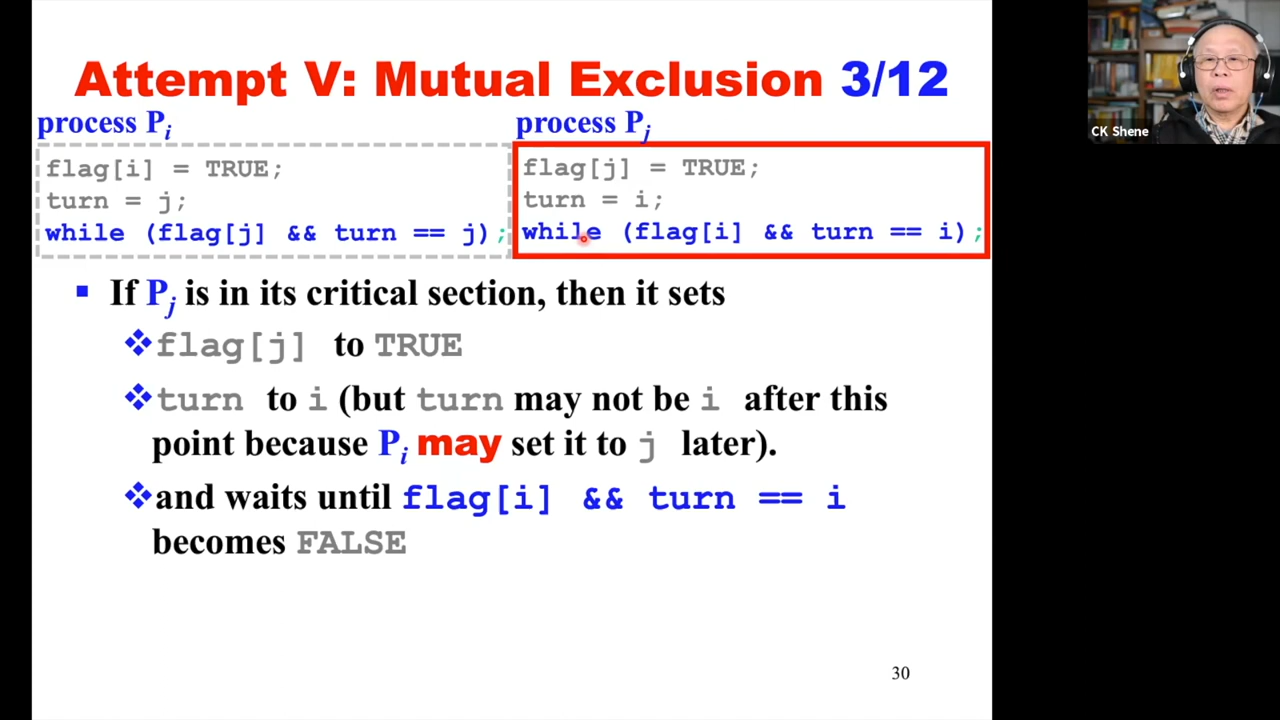 Attempt V: Mutual Exclusion 3/12
process Pi
process Pj
flag[i] = TRUE;
turn = j;
while (flag[j] && turn == j);
flag[j] = TRUE;
turn = i;
while (flag[i] && turn == i);
If Pj is in its critical section, then it sets
flag[j] to TRUE
turn to i (but turn may not be i after this
point because Pi may set it to j later).
and waits until flag[i] && turn == i
becomes FALSE
30
CK Shene